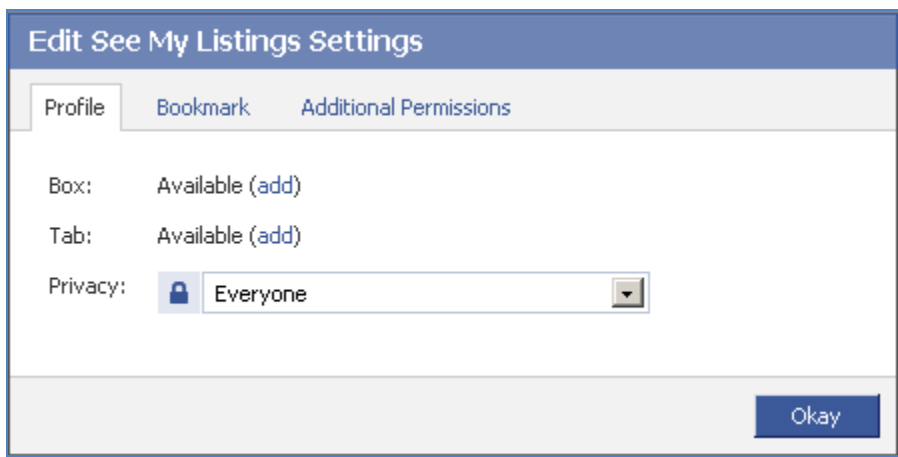 Edit See My Listings Settings
Profile Bookmark Additional Permissions
Box: Available (add)
Tab: Available (add)
Privacy: Everyone
Okay